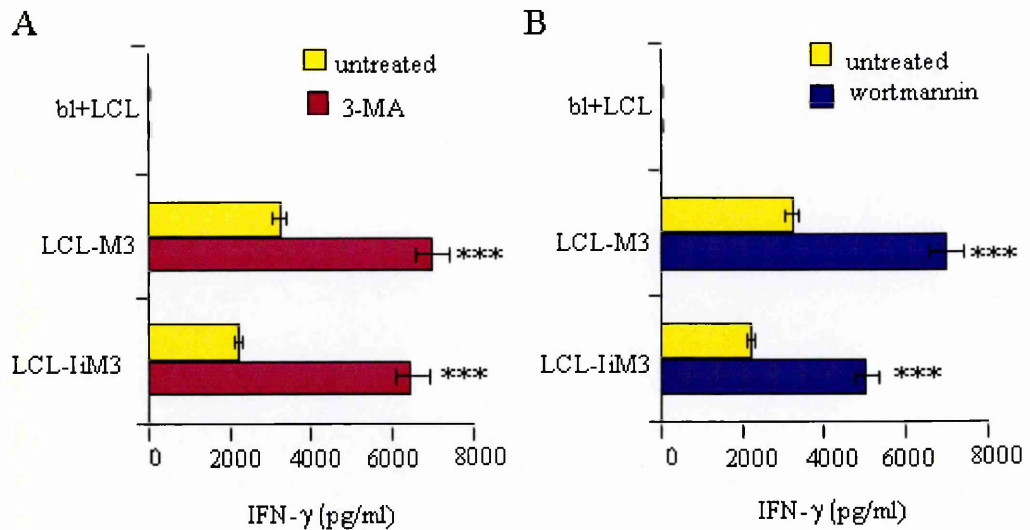 A
untreated
3-MA
bl+LCL
LCL-M3
***
LCL-IiM3
***
0 2000 4000 6000 8000
IFN-γ (pg/ml)
B
untreated
wortmannin
bl+LCL
LCL-M3
***
LCL-IiM3
***
0 2000 4000 6000 8000
IFN-γ (pg/ml)